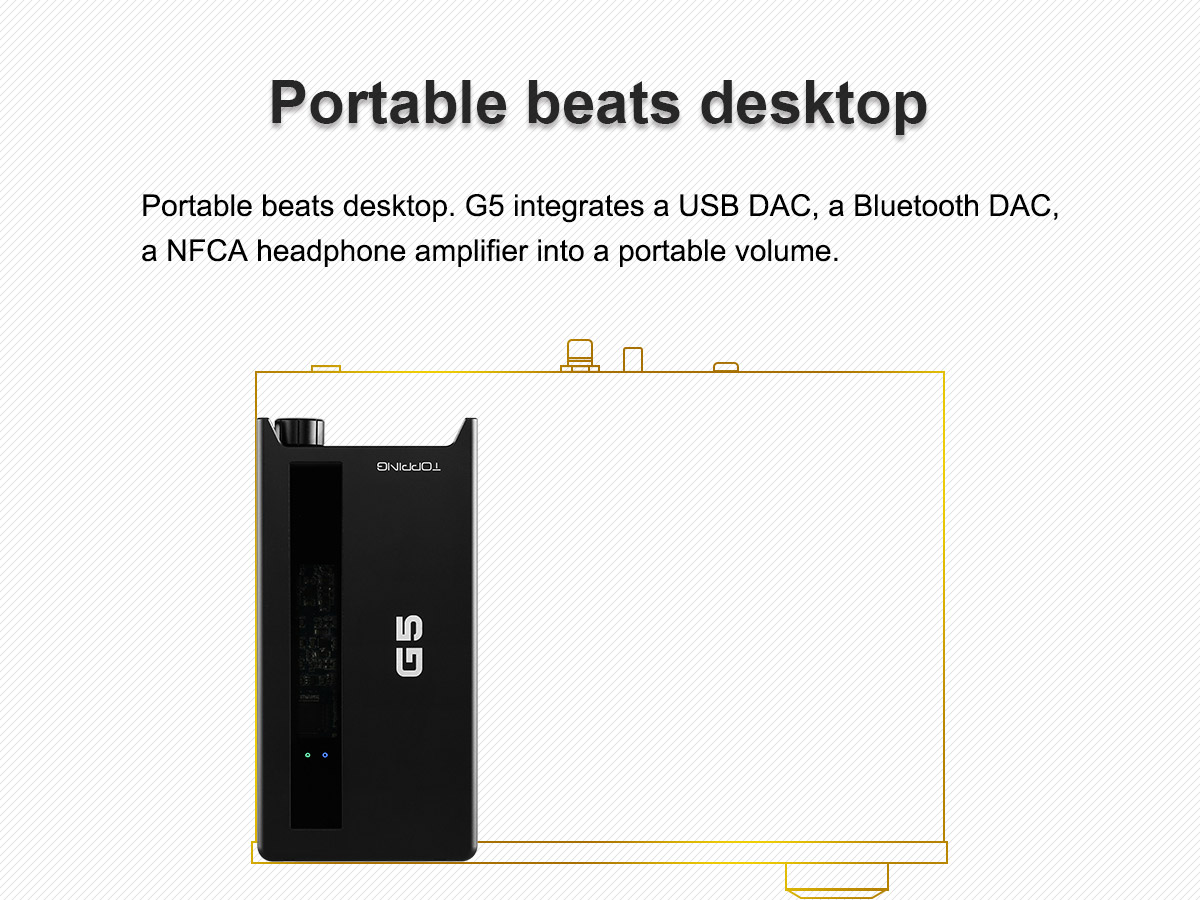 Portable beats desktop
Portable beats desktop. G5 integrates a USB DAC, a Bluetooth DAC,
a NFCA headphone amplifier into a portable volume.
TOPPING
G5